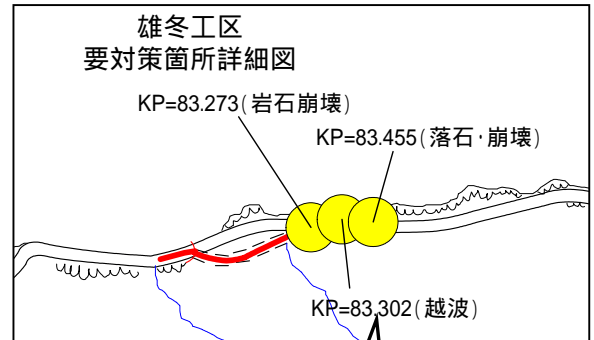 雄冬工区
要対策箇所詳細図
KP=83.273(岩石崩壊)
KP=83.455(落石･崩壊)
KP=83.302(越波)